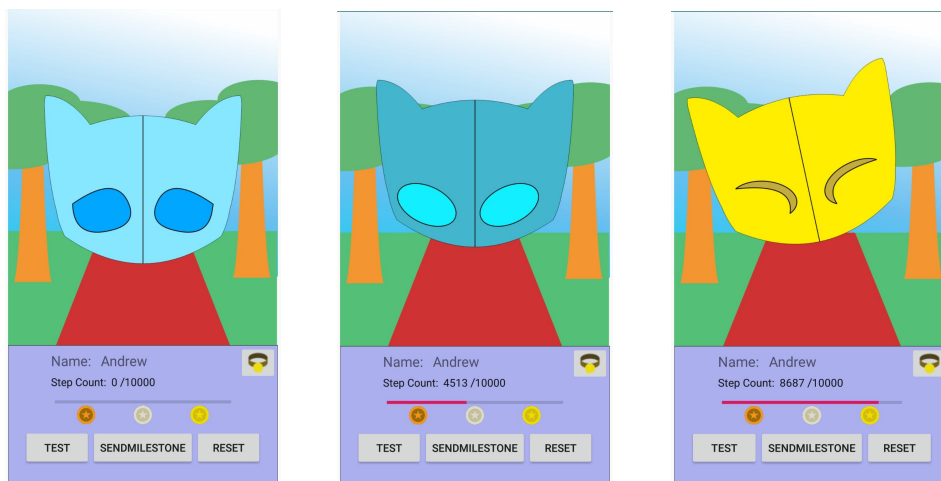 Name: Andrew
Step Count: 0 /10000
TEST SENDMILESTONE RESET
Name: Andrew
Step Count: 4513 /10000
TEST SENDMILESTONE RESET
Name: Andrew
Step Count: 8687 /10000
TEST SENDMILESTONE RESET